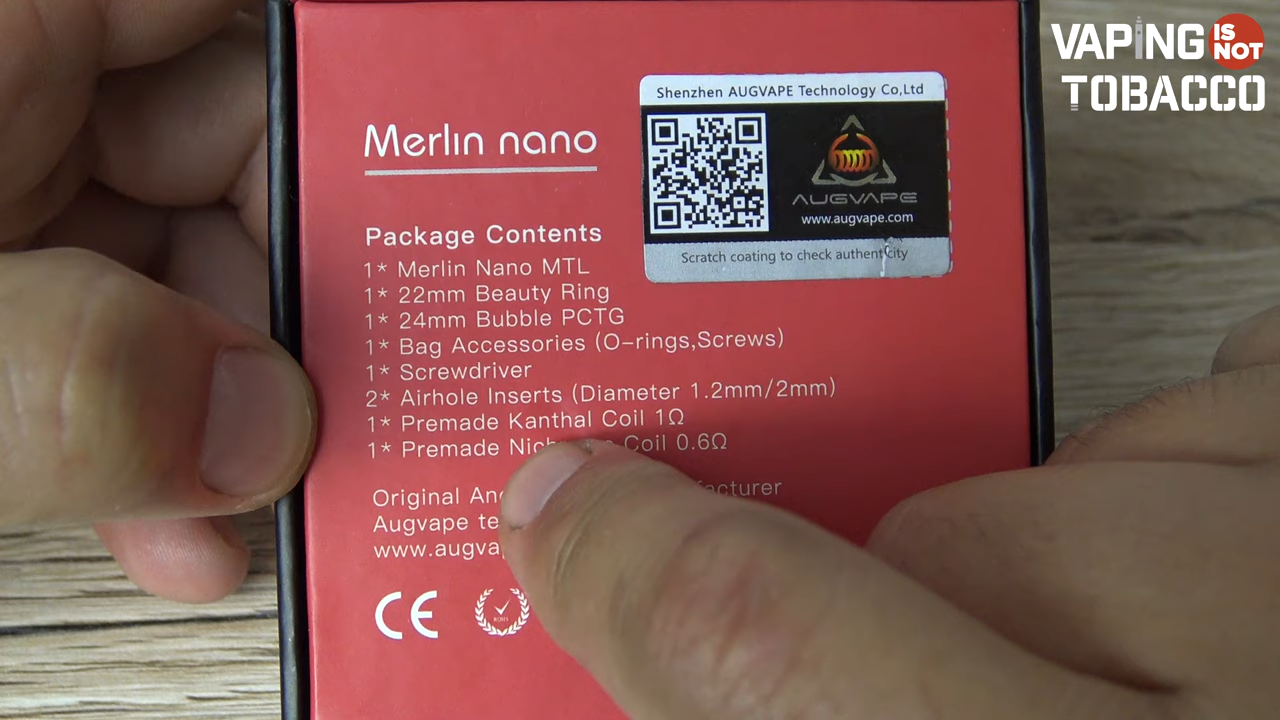 VAPING IS NOT
TOBACCO
Shenzhen AUGVAPE Technology Co,Ltd
AUGVAPE
www.augvape.com
Scratch coating to check authenticity
Merlin nano
Package Contents
1* Merlin Nano MTL
1* 22mm Beauty Ring
1* 24mm Bubble PCTG
1* Bag Accessories (O-rings,Screws)
1* Screwdriver
2* Airhole Inserts (Diameter 1.2mm/2mm)
1* Premade Kanthal Coil 1Ω
1* Premade Coil 0.6Ω
Original
Augvape
CE
ROHS